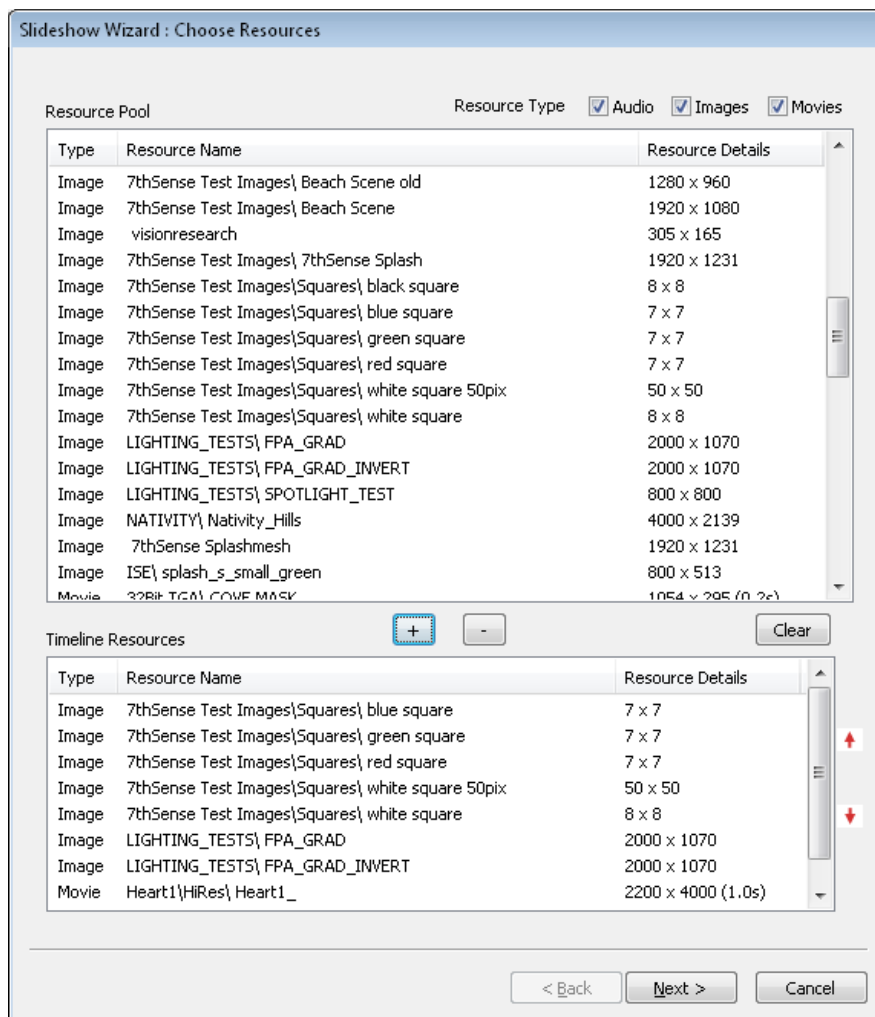 Slideshow Wizard : Choose Resources
Resource Pool Resource Type Audio Images Movies
Type Resource Name Resource Details
Image 7thSense Test Images\ Beach Scene old 1280 x 960
Image 7thSense Test Images\ Beach Scene 1920 x 1080
Image visionresearch 305 x 165
Image 7thSense Test Images\ 7thSense Splash 1920 x 1231
Image 7thSense Test Images\Squares\ black square 8 x 8
Image 7thSense Test Images\Squares\ blue square 7 x 7
Image 7thSense Test Images\Squares\ green square 7 x 7
Image 7thSense Test Images\Squares\ red square 7 x 7
Image 7thSense Test Images\Squares\ white square 50pix 50 x 50
Image 7thSense Test Images\Squares\ white square 8 x 8
Image LIGHTING_TESTS\ FPA_GRAD 2000 x 1070
Image LIGHTING_TESTS\ FPA_GRAD_INVERT 2000 x 1070
Image LIGHTING_TESTS\ SPOTLIGHT_TEST 800 x 800
Image NATIVITY\ Nativity_Hills 4000 x 2139
Image 7thSense Splashmesh 1920 x 1231
Image ISE\ splash_s_small_green 800 x 513
Movie 32Bit TGA\ COVE MASK 1054 x 295 (0.2s)
Timeline Resources + - Clear
Type Resource Name Resource Details
Image 7thSense Test Images\Squares\ blue square 7 x 7
Image 7thSense Test Images\Squares\ green square 7 x 7
Image 7thSense Test Images\Squares\ red square 7 x 7
Image 7thSense Test Images\Squares\ white square 50pix 50 x 50
Image 7thSense Test Images\Squares\ white square 8 x 8
Image LIGHTING_TESTS\ FPA_GRAD 2000 x 1070
Image LIGHTING_TESTS\ FPA_GRAD_INVERT 2000 x 1070
Movie Heart1\HiRes\ Heart1_ 2200 x 4000 (1.0s)
< Back Next > Cancel